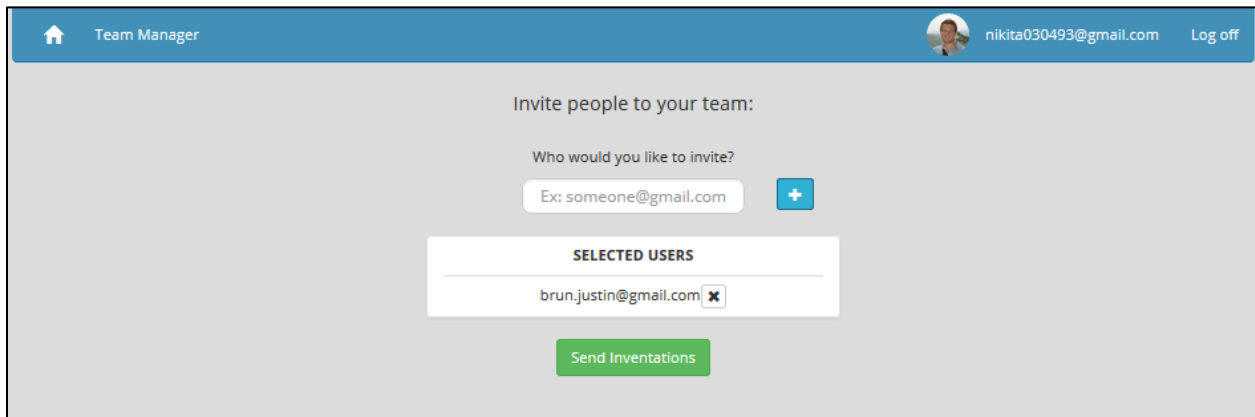 Team Manager nikita030493@gmail.com Log off
Invite people to your team:
Who would you like to invite?
Ex: someone@gmail.com
SELECTED USERS
brun.justin@gmail.com
Send Inventations